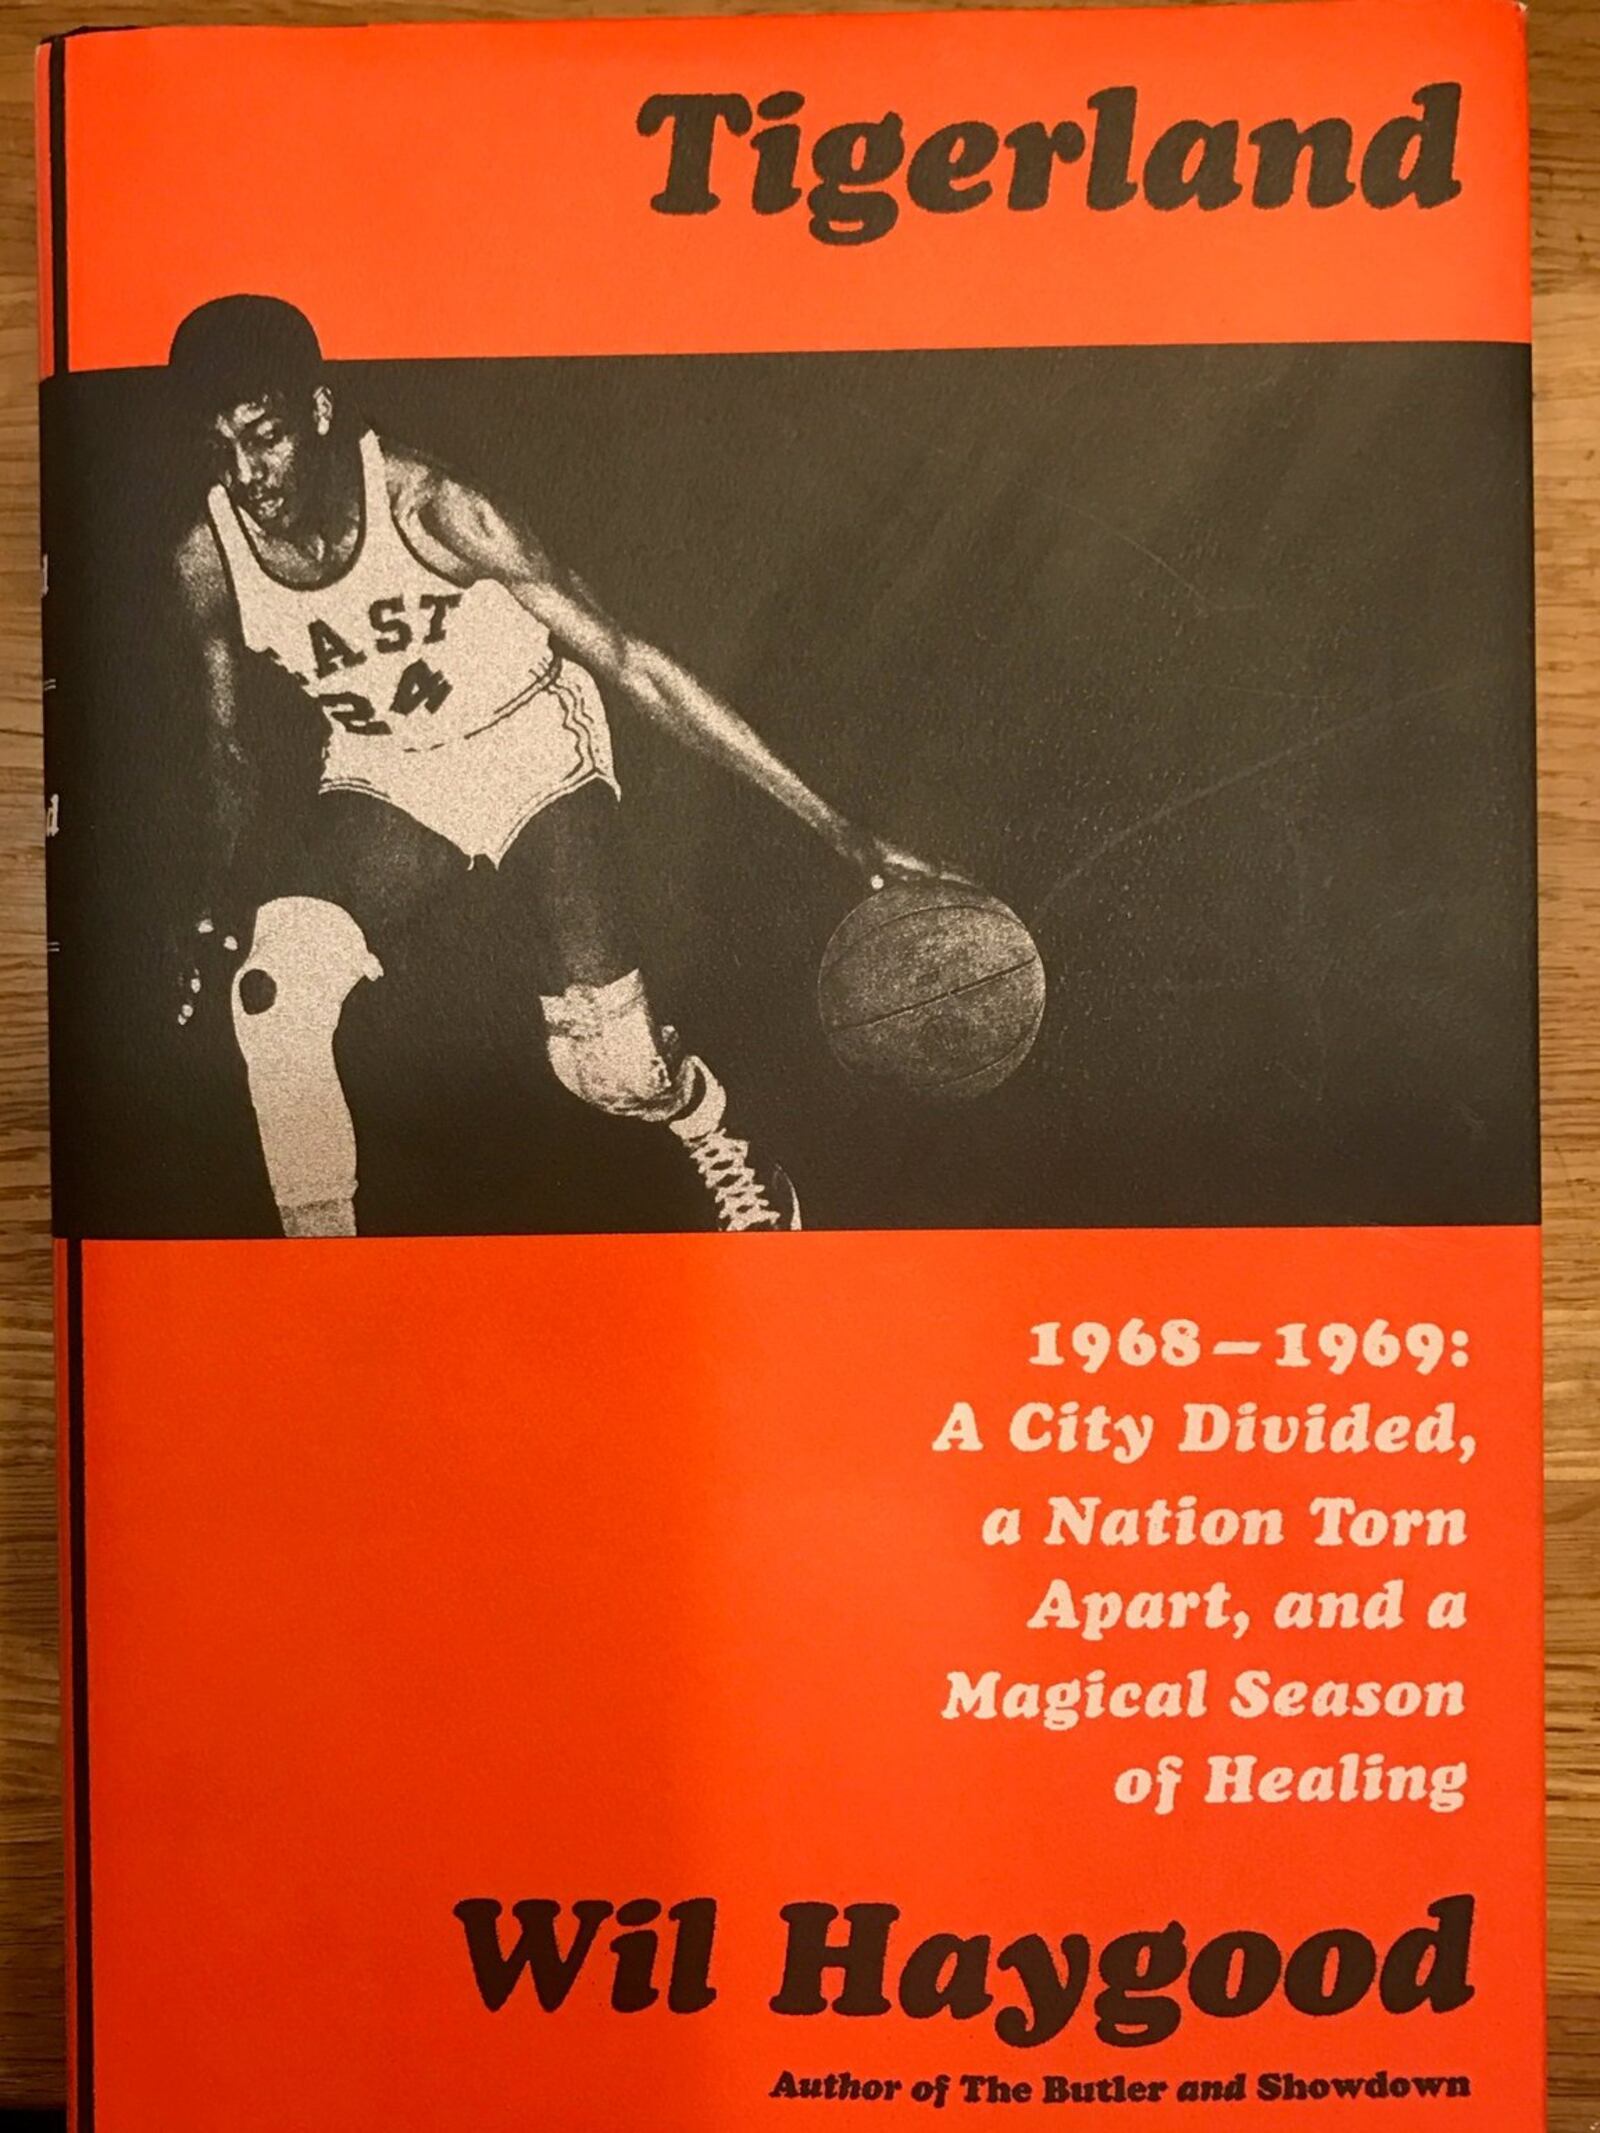 Tigerland
EAST
24
1968–1969:
A City Divided,
a Nation Torn
Apart, and a
Magical Season
of Healing
Wil Haygood
Author of The Butler and Showdown